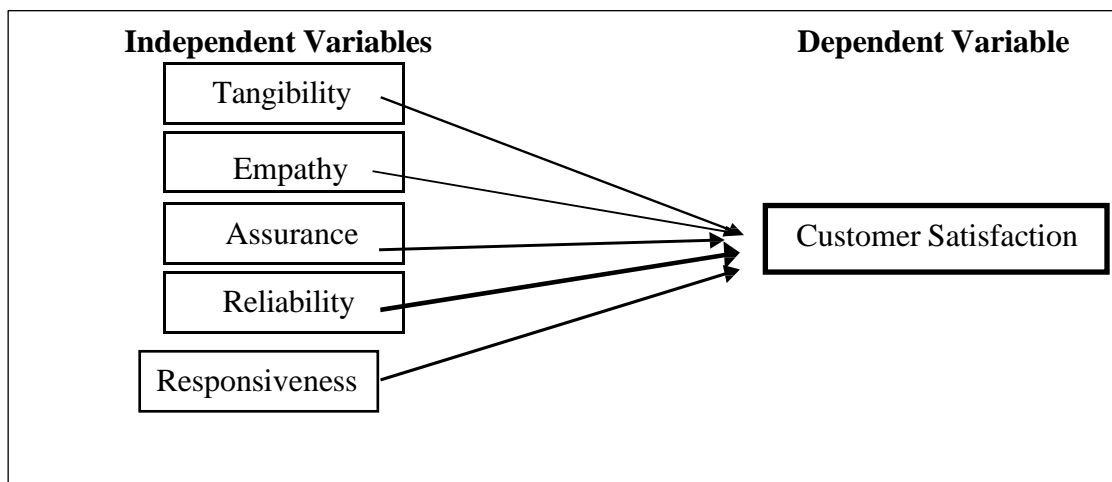 Independent Variables
Dependent Variable
Tangibility
Empathy
Assurance
Customer Satisfaction
Reliability
Responsiveness